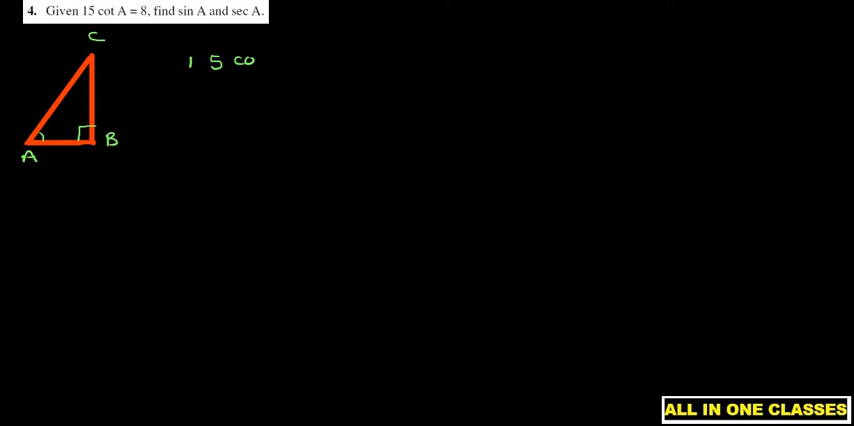 4. Given 15 cot A = 8, find sin A and sec A.
C
1 5 co
B
A
ALL IN ONE CLASSES